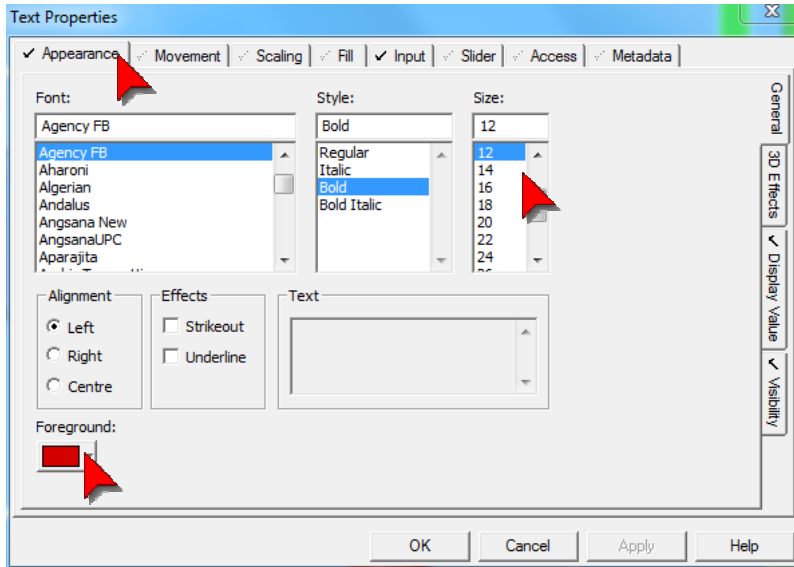 Text Properties
Appearance Movement Scaling Fill Input Slider Access Metadata
Font: Style: Size:
Agency FB Bold 12
Agency FB Regular 12
Aharoni Italic 14
Algerian Bold 16
Andalus Bold Italic 18
Angsana New 20
AngsanaUPC 22
Aparajita 24
Alignment Effects Text
Left Strikeout
Right Underline
Centre
Foreground:
General
3D Effects
Display Value
Visibility
OK Cancel Apply Help